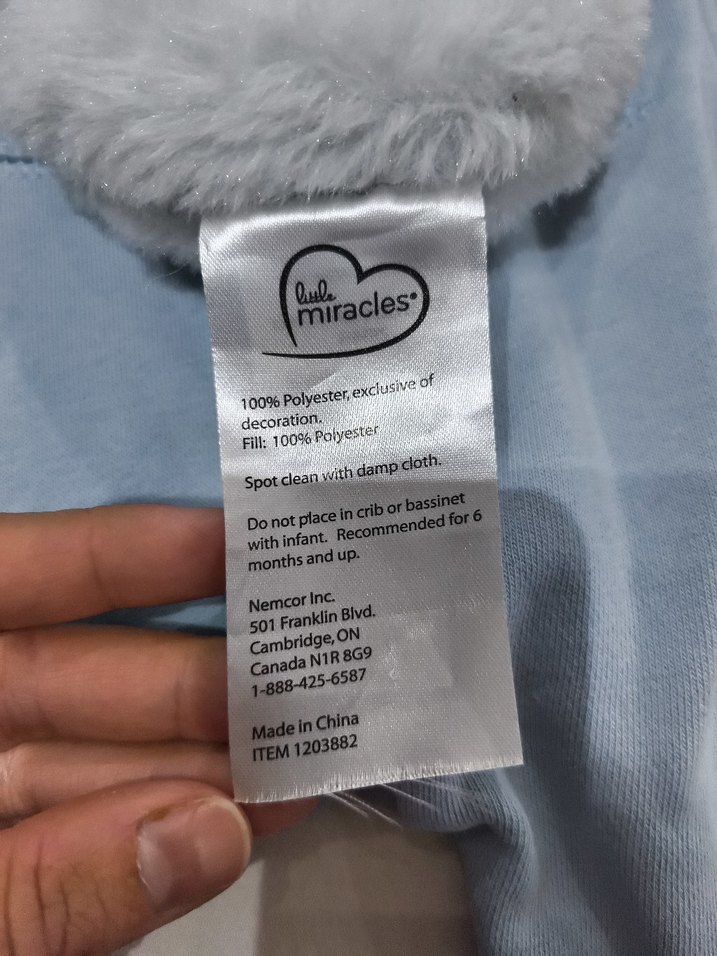 little
miracles®
100% Polyester, exclusive of
decoration.
Fill: 100% Polyester
Spot clean with damp cloth.
Do not place in crib or bassinet
with infant. Recommended for 6
months and up.
Nemcor Inc.
501 Franklin Blvd.
Cambridge, ON
Canada N1R 8G9
1-888-425-6587
Made in China
ITEM 1203882